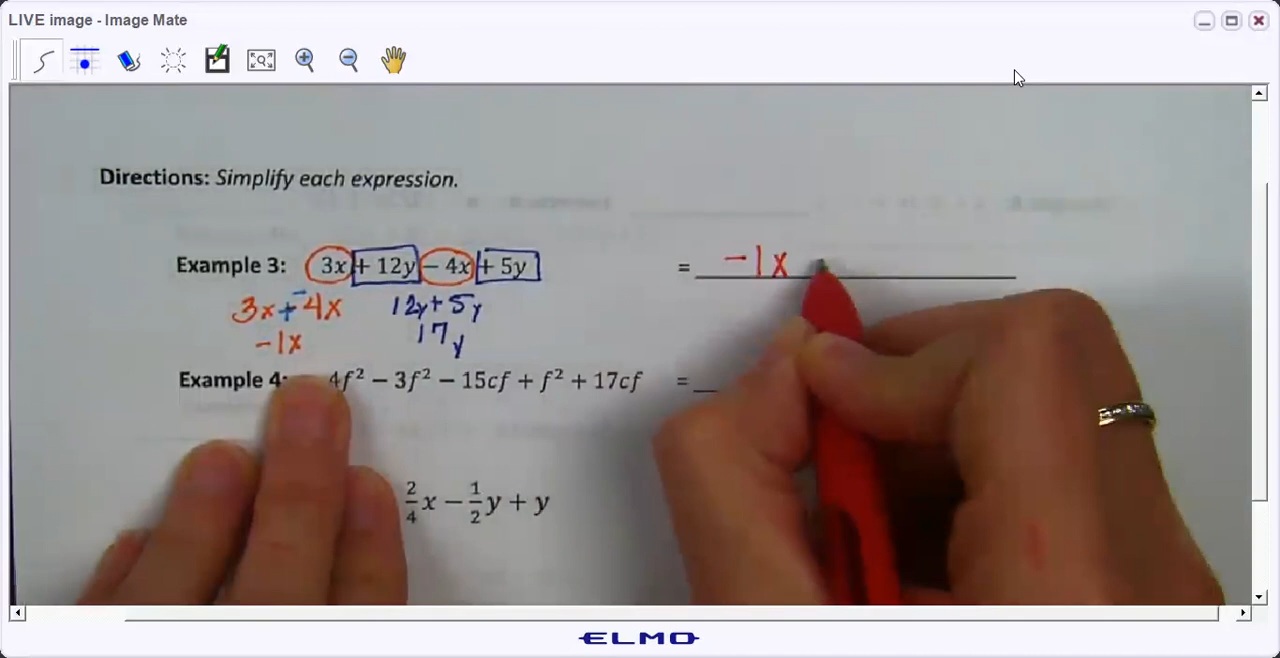 LIVE image - Image Mate
Directions: Simplify each expression.
Example 3: 3x + 12y - 4x + 5y = -1x
3x + -4x 12y + 5y
-1x 17y
Example 4: 4f² − 3f² − 15cf + f² + 17cf =
2/4 x − 1/2 y + y
ELMO